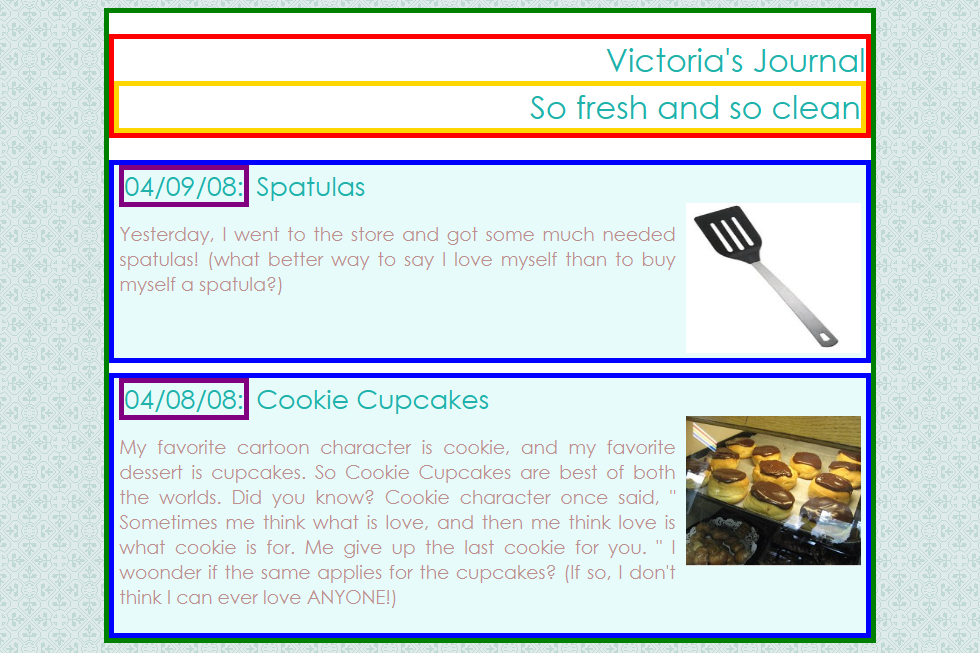 Victoria's Journal
So fresh and so clean
04/09/08: Spatulas
Yesterday, I went to the store and got some much needed
spatulas! (what better way to say I love myself than to buy
myself a spatula?)
04/08/08: Cookie Cupcakes
My favorite cartoon character is cookie, and my favorite
dessert is cupcakes. So Cookie Cupcakes are best of both
the worlds. Did you know? Cookie character once said, "
Sometimes me think what is love, and then me think love is
what cookie is for. Me give up the last cookie for you. " I
woonder if the same applies for the cupcakes? (If so, I don't
think I can ever love ANYONE!)